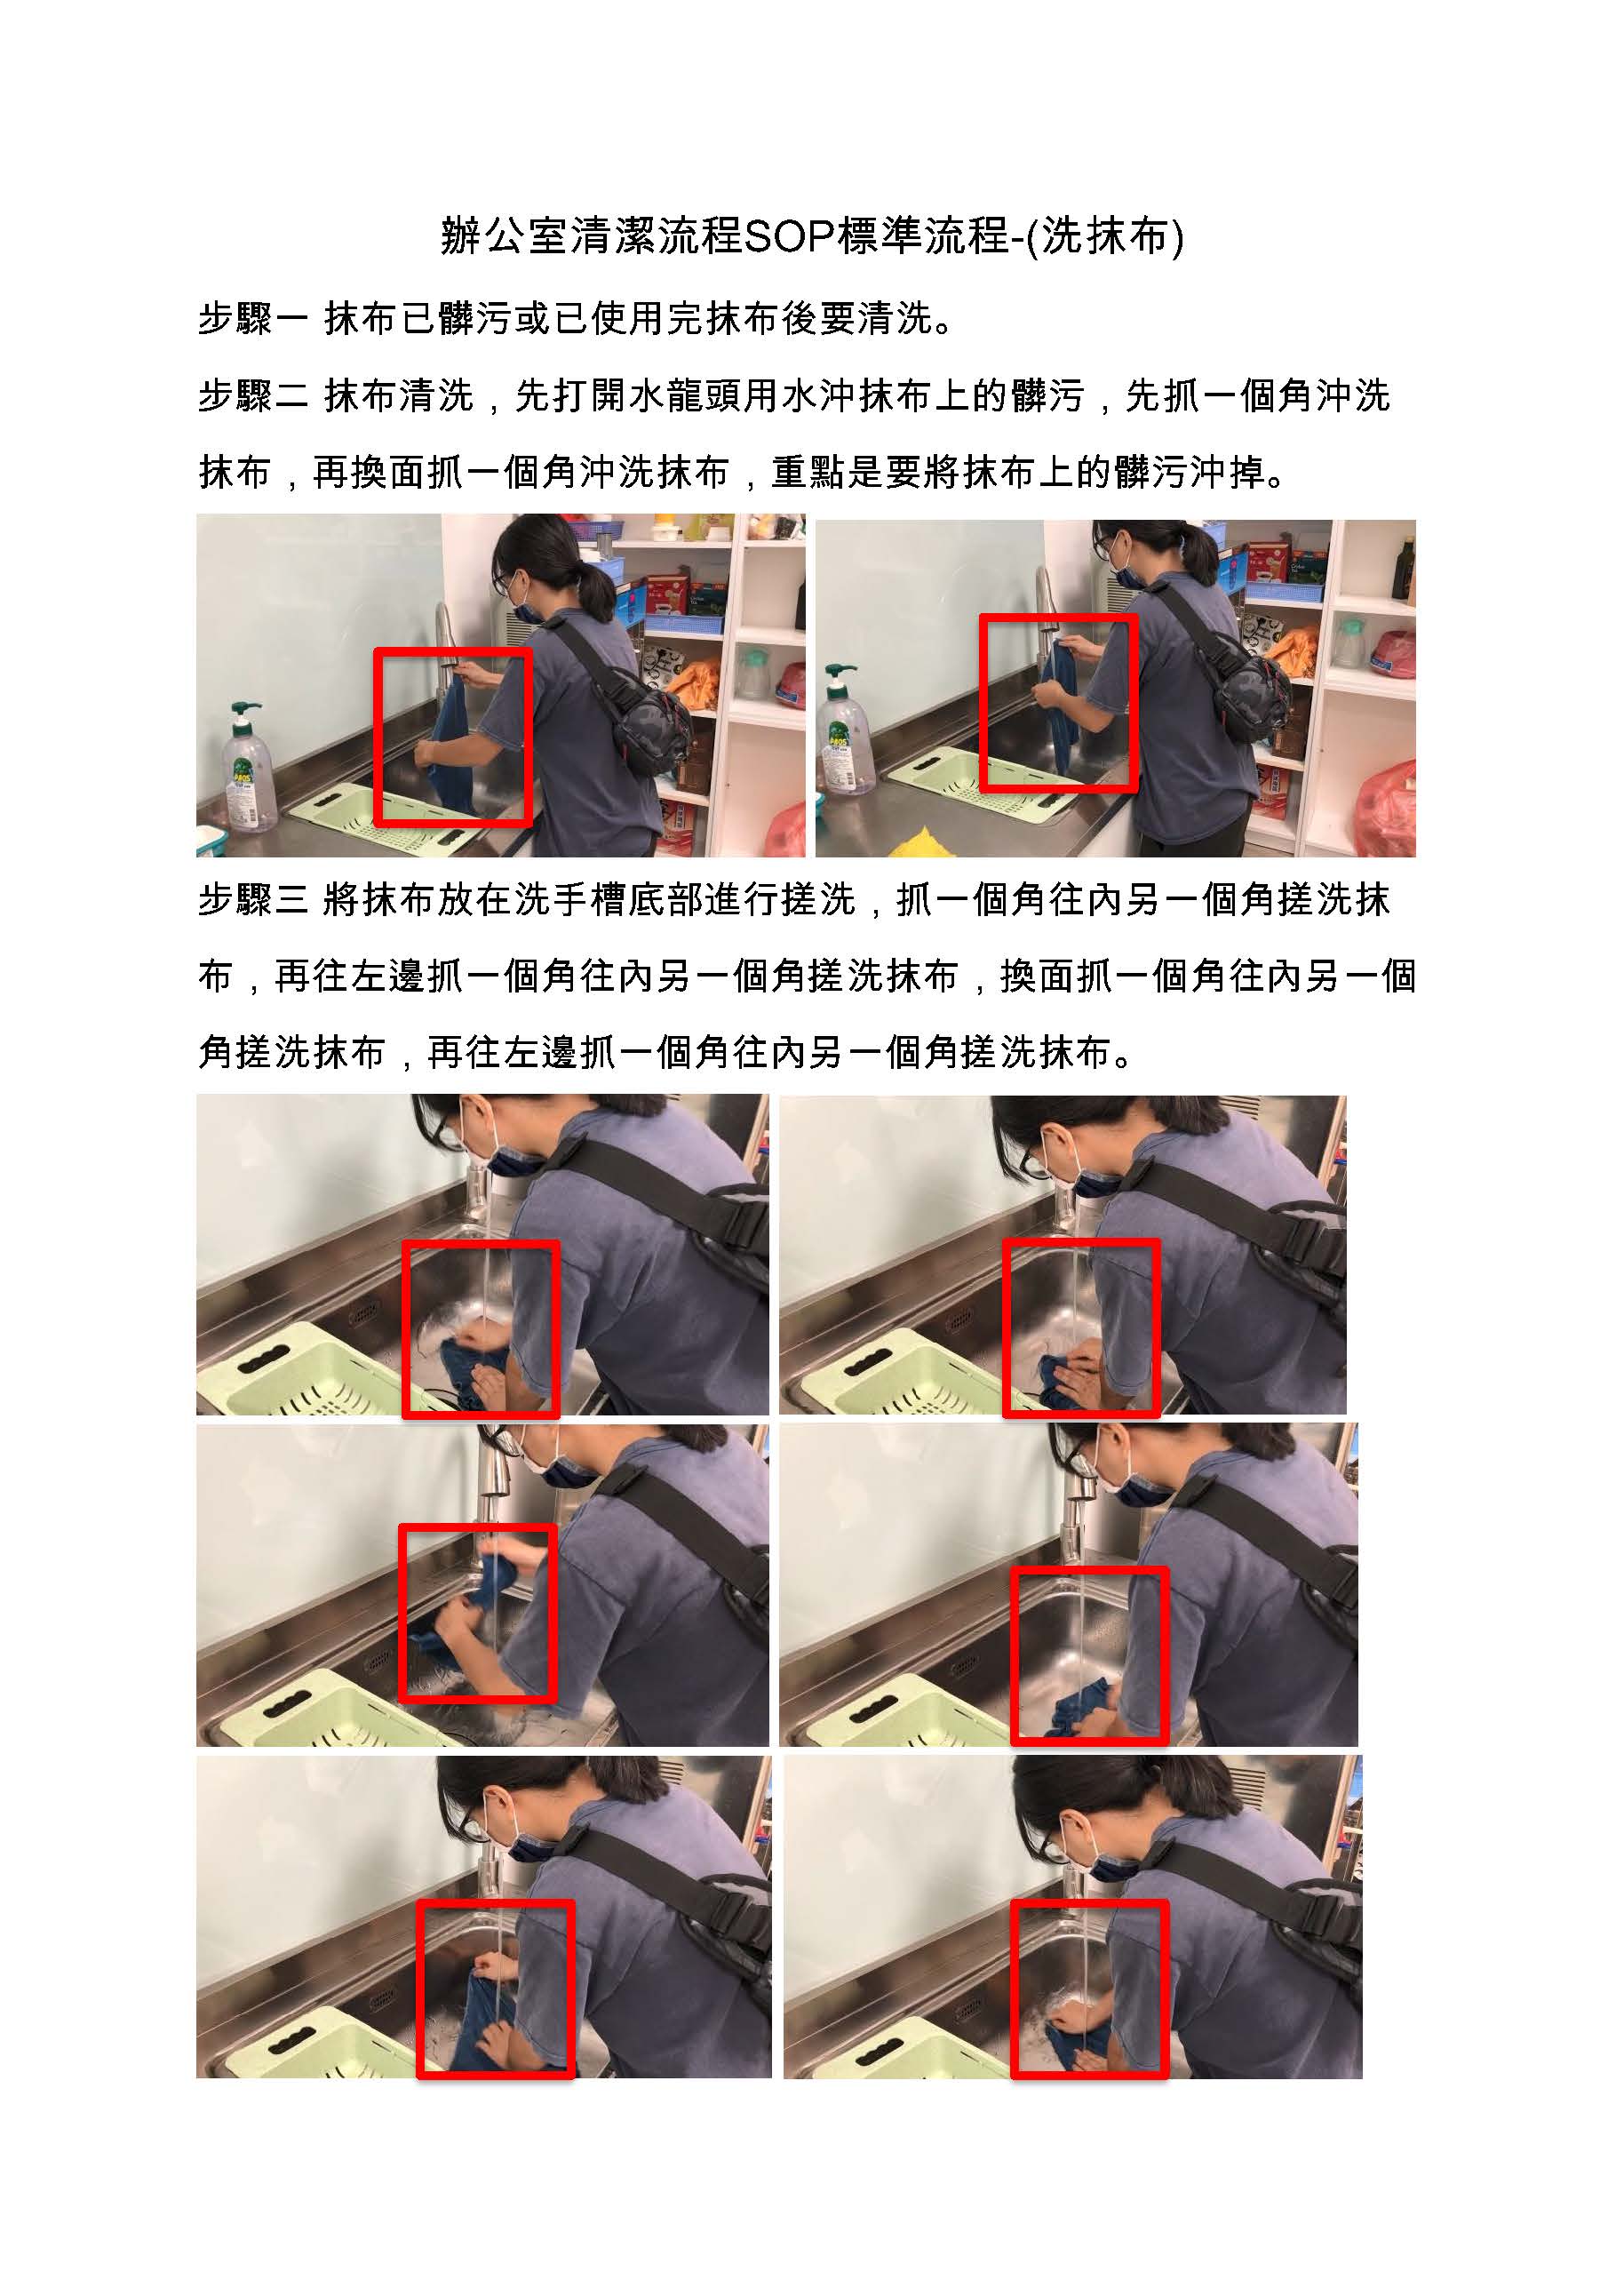 辦公室清潔流程SOP標準流程-(洗抹布)
步驟一 抹布已髒污或已使用完抹布後要清洗。
步驟二 抹布清洗，先打開水龍頭用水沖抹布上的髒污，先抓一個角沖洗
抹布，再換面抓一個角沖洗抹布，重點是要將抹布上的髒污沖掉。
步驟三 將抹布放在洗手槽底部進行搓洗，抓一個角往內另一個角搓洗抹
布，再往左邊抓一個角往內另一個角搓洗抹布，換面抓一個角往內另一個
角搓洗抹布，再往左邊抓一個角往內另一個角搓洗抹布。